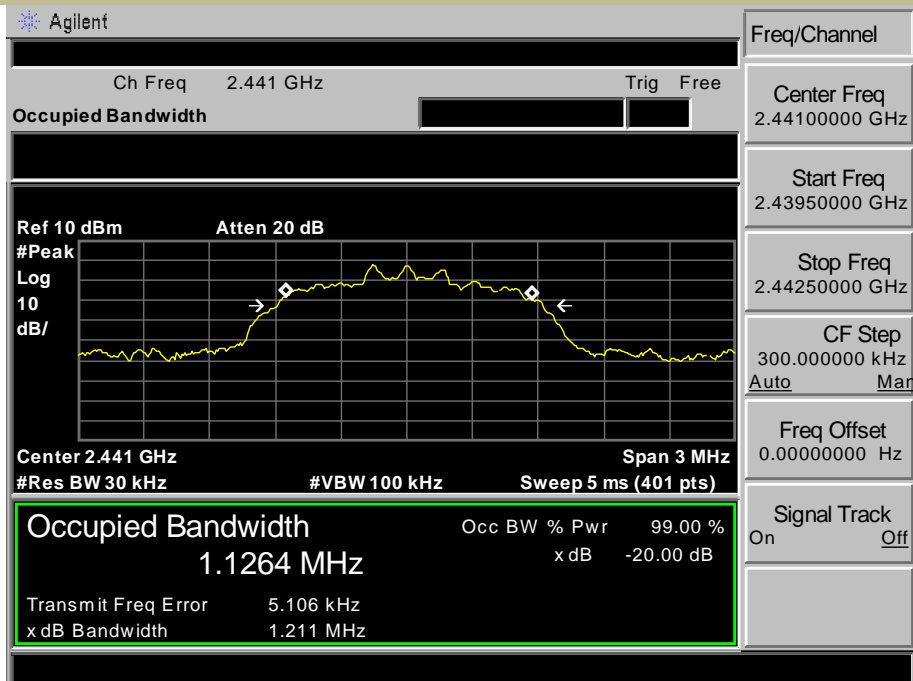 Agilent
Freq/Channel
Ch Freq 2.441 GHz Trig Free
Occupied Bandwidth
Center Freq
2.44100000 GHz
Start Freq
2.43950000 GHz
Stop Freq
2.44250000 GHz
CF Step
300.000000 kHz
Auto Man
Freq Offset
0.00000000 Hz
Signal Track
On Off
Ref 10 dBm Atten 20 dB
#Peak
Log
10
dB/
Center 2.441 GHz Span 3 MHz
#Res BW 30 kHz #VBW 100 kHz Sweep 5 ms (401 pts)
Occupied Bandwidth Occ BW % Pwr 99.00 %
1.1264 MHz x dB -20.00 dB
Transmit Freq Error 5.106 kHz
x dB Bandwidth 1.211 MHz